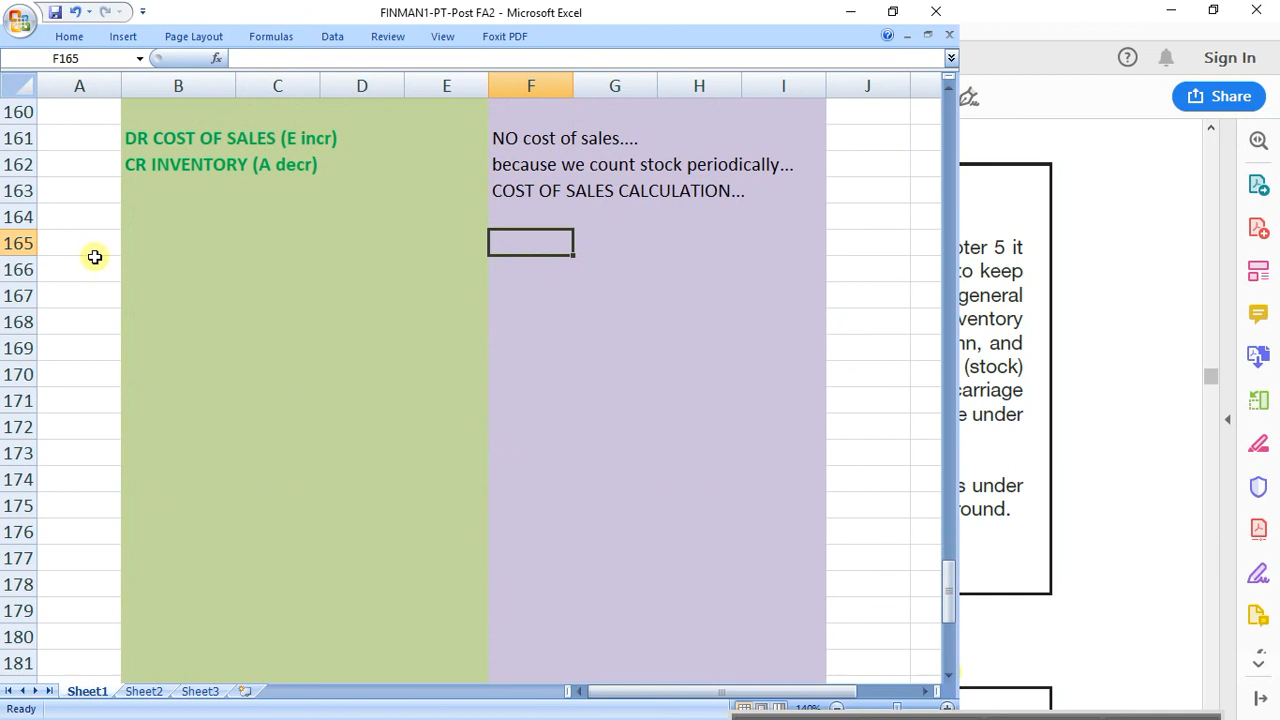 FINMAN1-PT-Post FA2 - Microsoft Excel
Home Insert Page Layout Formulas Data Review View Foxit PDF
F165 fx
Sign In
Share
A B C D E F G H I J
160
161 DR COST OF SALES (E incr) NO cost of sales....
162 CR INVENTORY (A decr) because we count stock periodically...
163 COST OF SALES CALCULATION...
164
165
166
167
168
169
170
171
172
173
174
175
176
177
178
179
180
181
oter 5 it
to keep
general
ventory
nn, and
(stock)
carriage
e under
s under
ound.
Sheet1 Sheet2 Sheet3
Ready 140%